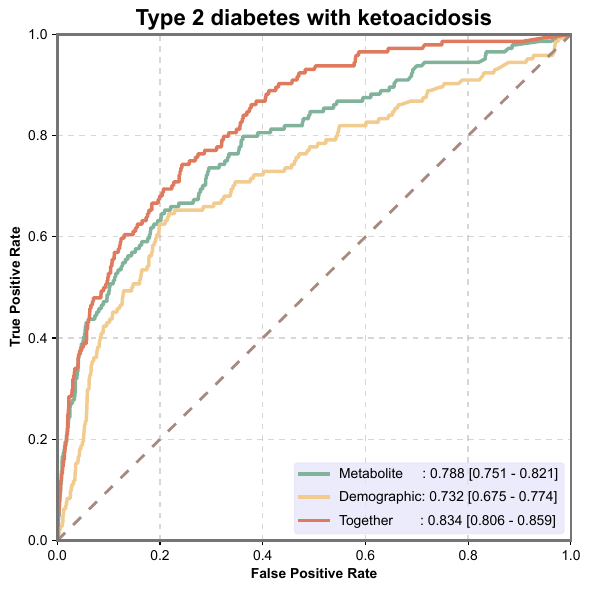 Type 2 diabetes with ketoacidosis
1.0
0.8
0.6
0.4
0.2
0.0
True Positive Rate
Metabolite : 0.788 [0.751 - 0.821]
Demographic: 0.732 [0.675 - 0.774]
Together : 0.834 [0.806 - 0.859]
0.0 0.2 0.4 0.6 0.8 1.0
False Positive Rate